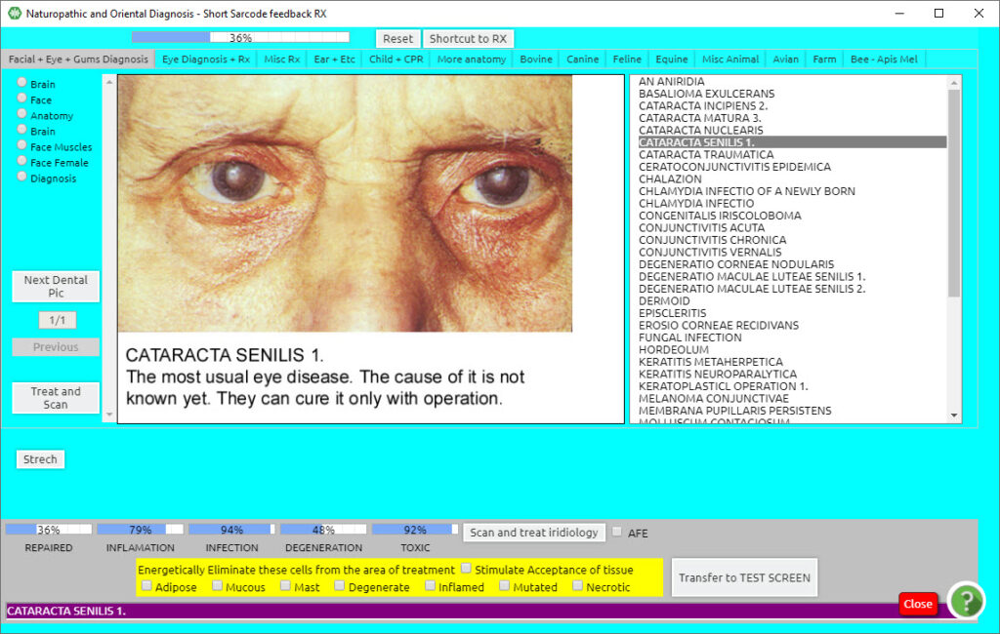 Naturopathic and Oriental Diagnosis - Short Sarcode feedback RX
36%
Reset
Shortcut to RX
Facial + Eye + Gums Diagnosis
Eye Diagnosis + Rx
Misc Rx
Ear + Etc
Child + CPR
More anatomy
Bovine
Canine
Feline
Equine
Misc Animal
Avian
Farm
Bee - Apis Mel
Brain
Face
Anatomy
Brain
Face Muscles
Face Female
Diagnosis
Next Dental
Pic
1/1
Previous
Treat and
Scan
CATARACTA SENILIS 1.
The most usual eye disease. The cause of it is not
known yet. They can cure it only with operation.
AN ANIRIDIA
BASALIOMA EXULCERANS
CATARACTA INCIPIENS 2.
CATARACTA MATURA 3.
CATARACTA NUCLEARIS
CATARACTA SENILIS 1.
CATARACTA TRAUMATICA
CERATOCONJUNCTIVITIS EPIDEMICA
CHALAZION
CHLAMYDIA INFECTIO OF A NEWLY BORN
CHLAMYDIA INFECTIO
CONGENITALIS IRISCOLOBOMA
CONJUNCTIVITIS ACUTA
CONJUNCTIVITIS CHRONICA
CONJUNCTIVITIS VERNALIS
DEGENERATIO CORNEAE NODULARIS
DEGENERATIO MACULAE LUTEAE SENILIS 1.
DEGENERATIO MACULAE LUTEAE SENILIS 2.
DERMOID
EPISCLERITIS
EROSIO CORNEAE RECIDIVANS
FUNGAL INFECTION
HORDEOLUM
KERATITIS METAHERPETICA
KERATITIS NEUROPARALYTICA
KERATOPLASTICL OPERATION 1.
MELANOMA CONJUNCTIVAE
MEMBRANA PUPILLARIS PERSISTENS
MOLLUSCUM CONTAGIOSUM
Strech
36%
79%
94%
48%
92%
REPAIRED
INFLAMATION
INFECTION
DEGENERATION
TOXIC
Scan and treat iridiology
AFE
Energetically Eliminate these cells from the area of treatment
Stimulate Acceptance of tissue
Adipose
Mucous
Mast
Degenerate
Inflamed
Mutated
Necrotic
Transfer to TEST SCREEN
Close
?
CATARACTA SENILIS 1.